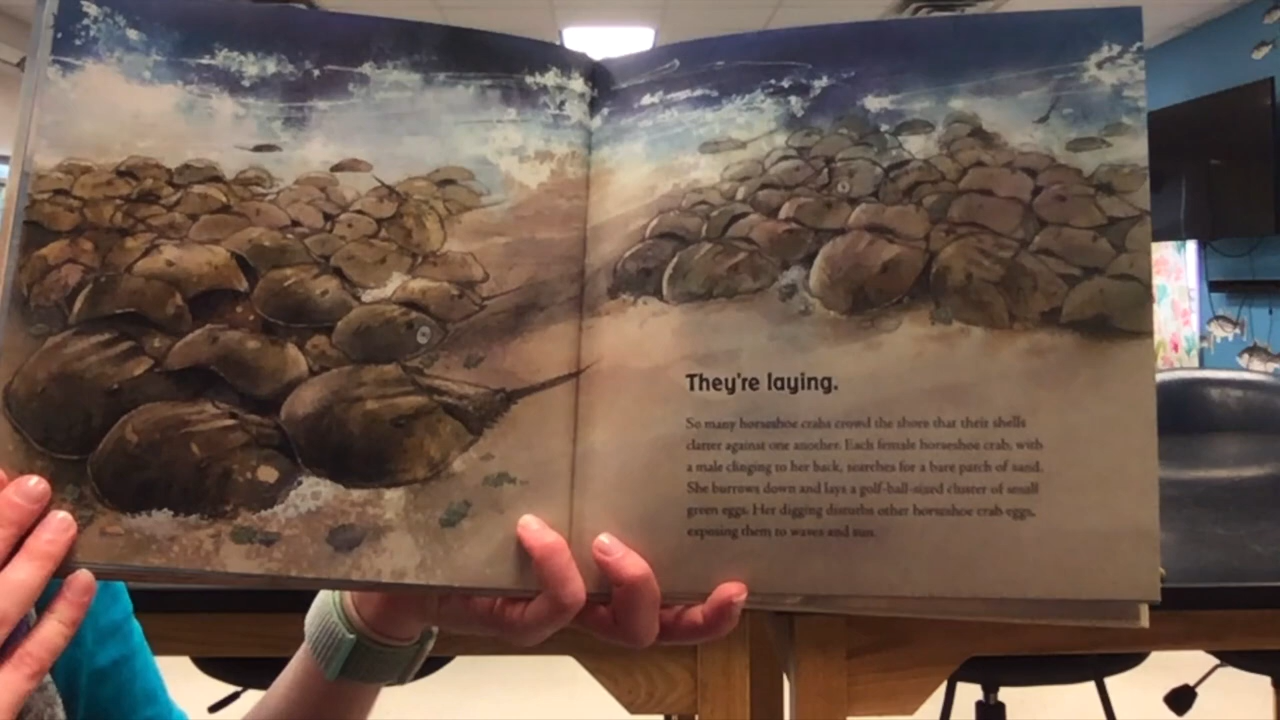 They're laying.
So many horseshoe crabs crowd the shore that their shells
clatter against one another. Each female horseshoe crab, with
a male clinging to her back, searches for a bare patch of sand.
She burrows down and lays a golf-ball-sized cluster of small
green eggs. Her digging disturbs other horseshoe crab eggs,
exposing them to waves and sun.